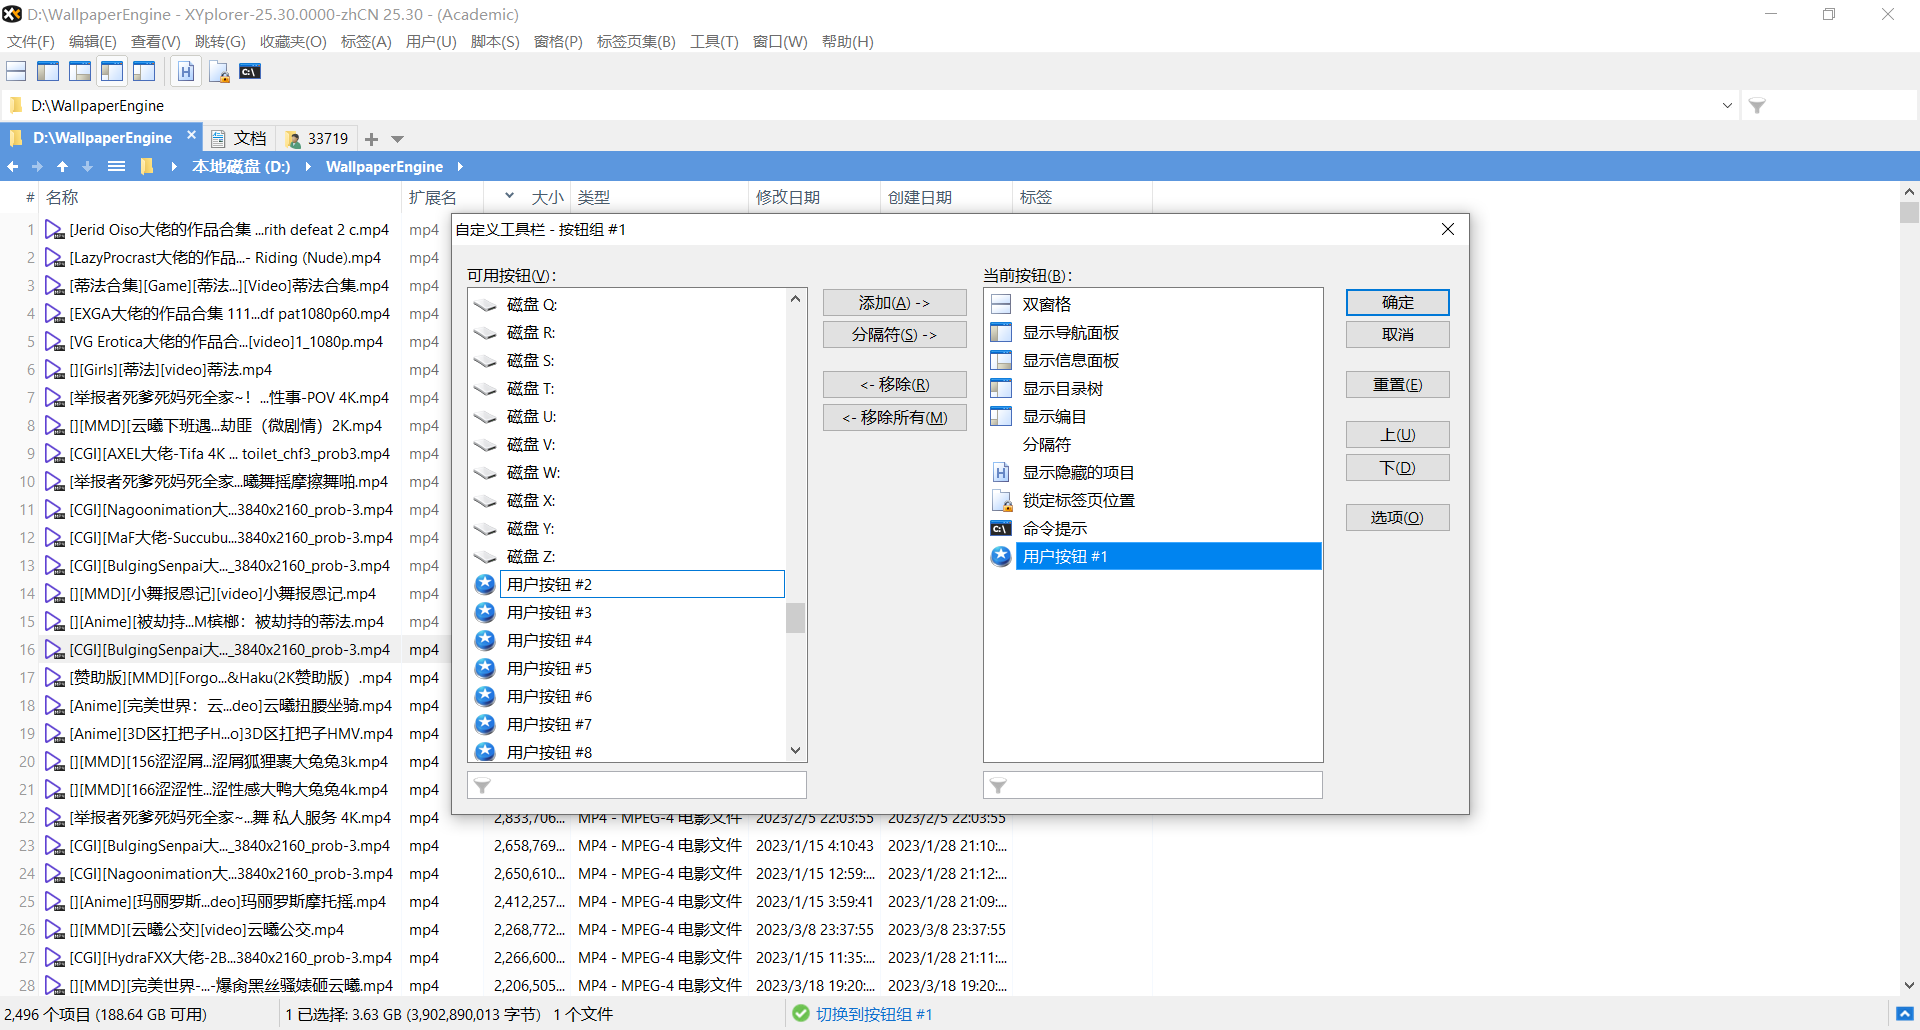 D:\WallpaperEngine - XYplorer-25.30.0000-zhCN 25.30 - (Academic)
文件(F) 编辑(E) 查看(V) 跳转(G) 收藏夹(O) 标签(A) 用户(U) 脚本(S) 窗格(P) 标签页集(B) 工具(T) 窗口(W) 帮助(H)
D:\WallpaperEngine
D:\WallpaperEngine 文档 33719
本地磁盘 (D:) WallpaperEngine
# 名称 扩展名 大小 类型 修改日期 创建日期 标签
1 [Jerid Oiso大佬的作品合集 ...rith defeat 2 c.mp4 mp4
2 [LazyProcrast大佬的作品...- Riding (Nude).mp4 mp4
3 [蒂法合集][Game][蒂法...][Video]蒂法合集.mp4 mp4
4 [EXGA大佬的作品合集 111...df pat1080p60.mp4 mp4
5 [VG Erotica大佬的作品合...[video]1_1080p.mp4 mp4
6 [][Girls][蒂法][video]蒂法.mp4 mp4
7 [举报者死爹死妈死全家~! ...性事-POV 4K.mp4 mp4
8 [][MMD][云曦下班遇...劫匪（微剧情）2K.mp4 mp4
9 [CGI][AXEL大佬-Tifa 4K ... toilet_chf3_prob3.mp4 mp4
10 [举报者死爹死妈死全家...曦舞摇摩擦舞啪.mp4 mp4
11 [CGI][Nagoonimation大...3840x2160_prob-3.mp4 mp4
12 [CGI][MaF大佬-Succubu...3840x2160_prob-3.mp4 mp4
13 [CGI][BulgingSenpai大..._3840x2160_prob-3.mp4 mp4
14 [][MMD][小舞报恩记][video]小舞报恩记.mp4 mp4
15 [][Anime][被劫持...M槟榔：被劫持的蒂法.mp4 mp4
16 [CGI][BulgingSenpai大..._3840x2160_prob-3.mp4 mp4
17 [赞助版][MMD][Forgo...&Haku(2K赞助版）.mp4 mp4
18 [Anime][完美世界：云...deo]云曦扭腰坐骑.mp4 mp4
19 [Anime][3D区扛把子H...o]3D区扛把子HMV.mp4 mp4
20 [][MMD][156涩涩屑...涩屑狐狸裹大兔兔3k.mp4 mp4
21 [][MMD][166涩涩性...涩性感大鸭大兔兔4k.mp4 mp4
22 [举报者死爹死妈死全家~...舞 私人服务 4K.mp4 mp4 2,833,706... MP4 - MPEG-4 电影文件 2023/2/5 22:03:55 2023/2/5 22:03:55
23 [CGI][BulgingSenpai大..._3840x2160_prob-3.mp4 mp4 2,658,769... MP4 - MPEG-4 电影文件 2023/1/15 4:10:43 2023/1/28 21:10:...
24 [CGI][Nagoonimation大...3840x2160_prob-3.mp4 mp4 2,650,610... MP4 - MPEG-4 电影文件 2023/1/15 12:59:... 2023/1/28 21:12:...
25 [][Anime][玛丽罗斯...deo]玛丽罗斯摩托摇.mp4 mp4 2,412,257... MP4 - MPEG-4 电影文件 2023/1/15 3:59:41 2023/1/28 21:09:...
26 [][MMD][云曦公交][video]云曦公交.mp4 mp4 2,268,772... MP4 - MPEG-4 电影文件 2023/3/8 23:37:55 2023/3/8 23:37:55
27 [CGI][HydraFXX大佬-2B...3840x2160_prob-3.mp4 mp4 2,266,600... MP4 - MPEG-4 电影文件 2023/1/15 11:35:... 2023/1/28 21:11:...
28 [][MMD][完美世界-...-爆肏黑丝骚婊砸云曦.mp4 mp4 2,206,505... MP4 - MPEG-4 电影文件 2023/3/18 19:20:... 2023/3/18 19:20:...
自定义工具栏 - 按钮组 #1
可用按钮(V)：
磁盘 Q:
磁盘 R:
磁盘 S:
磁盘 T:
磁盘 U:
磁盘 V:
磁盘 W:
磁盘 X:
磁盘 Y:
磁盘 Z:
用户按钮 #2
用户按钮 #3
用户按钮 #4
用户按钮 #5
用户按钮 #6
用户按钮 #7
用户按钮 #8
添加(A) ->
分隔符(S) ->
<- 移除(R)
<- 移除所有(M)
当前按钮(B)：
双窗格
显示导航面板
显示信息面板
显示目录树
显示编目
分隔符
显示隐藏的项目
锁定标签页位置
命令提示
用户按钮 #1
确定
取消
重置(E)
上(U)
下(D)
选项(O)
2,496 个项目 (188.64 GB 可用) 1 已选择: 3.63 GB (3,902,890,013 字节) 1 个文件 切换到按钮组 #1